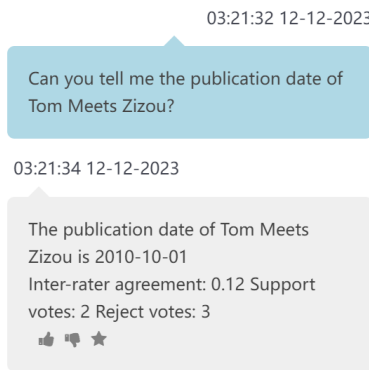 03:21:32 12-12-2023
Can you tell me the publication date of
Tom Meets Zizou?
03:21:34 12-12-2023
The publication date of Tom Meets
Zizou is 2010-10-01
Inter-rater agreement: 0.12 Support
votes: 2 Reject votes: 3